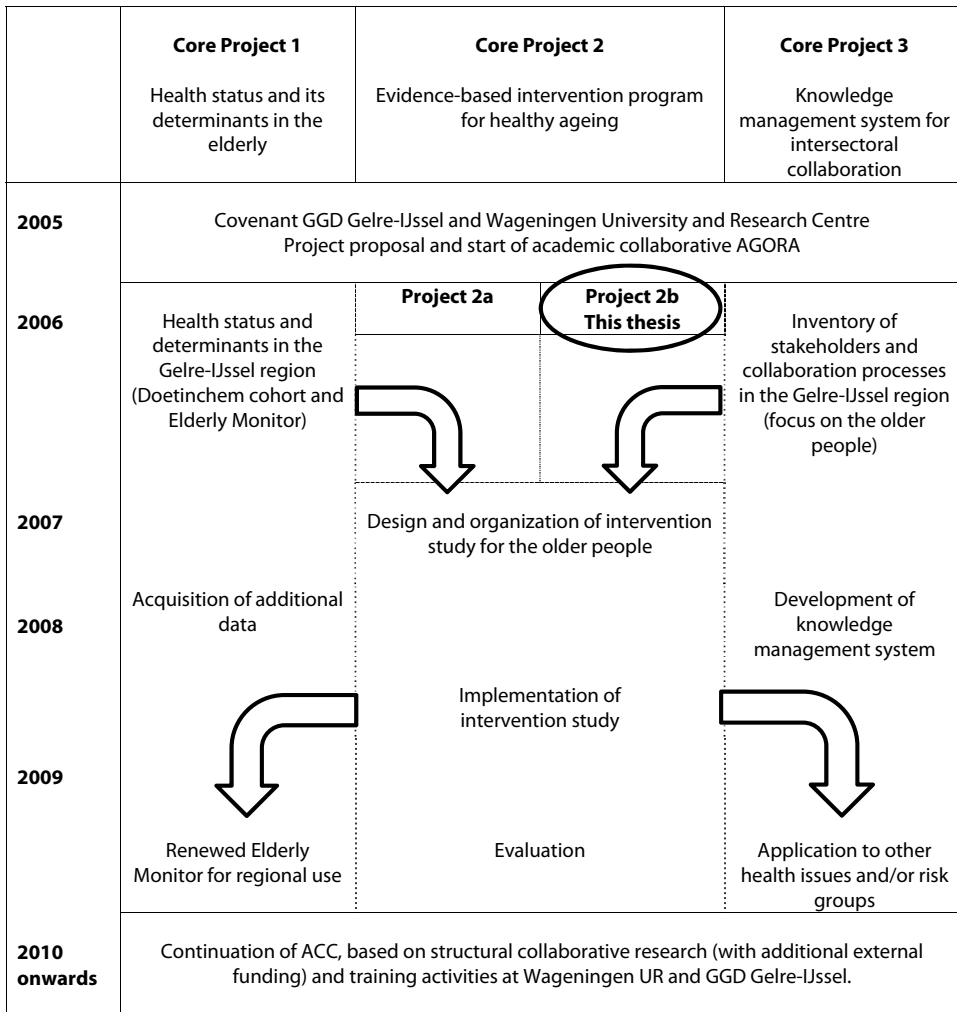 Core Project 1
Health status and its
determinants in the
elderly
Core Project 2
Evidence-based intervention program
for healthy ageing
Core Project 3
Knowledge
management system for
intersectoral
collaboration
2005
Covenant GGD Gelre-IJssel and Wageningen University and Research Centre
Project proposal and start of academic collaborative AGORA
2006
Health status and
determinants in the
Gelre-IJssel region
(Doetinchem cohort and
Elderly Monitor)
Project 2a
Project 2b
This thesis
Inventory of
stakeholders and
collaboration processes
in the Gelre-IJssel region
(focus on the older
people)
2007
Design and organization of intervention
study for the older people
2008
Acquisition of additional
data
Development of
knowledge
management system
Implementation of
intervention study
2009
Renewed Elderly
Monitor for regional use
Evaluation
Application to other
health issues and/or risk
groups
2010
onwards
Continuation of ACC, based on structural collaborative research (with additional external
funding) and training activities at Wageningen UR and GGD Gelre-IJssel.